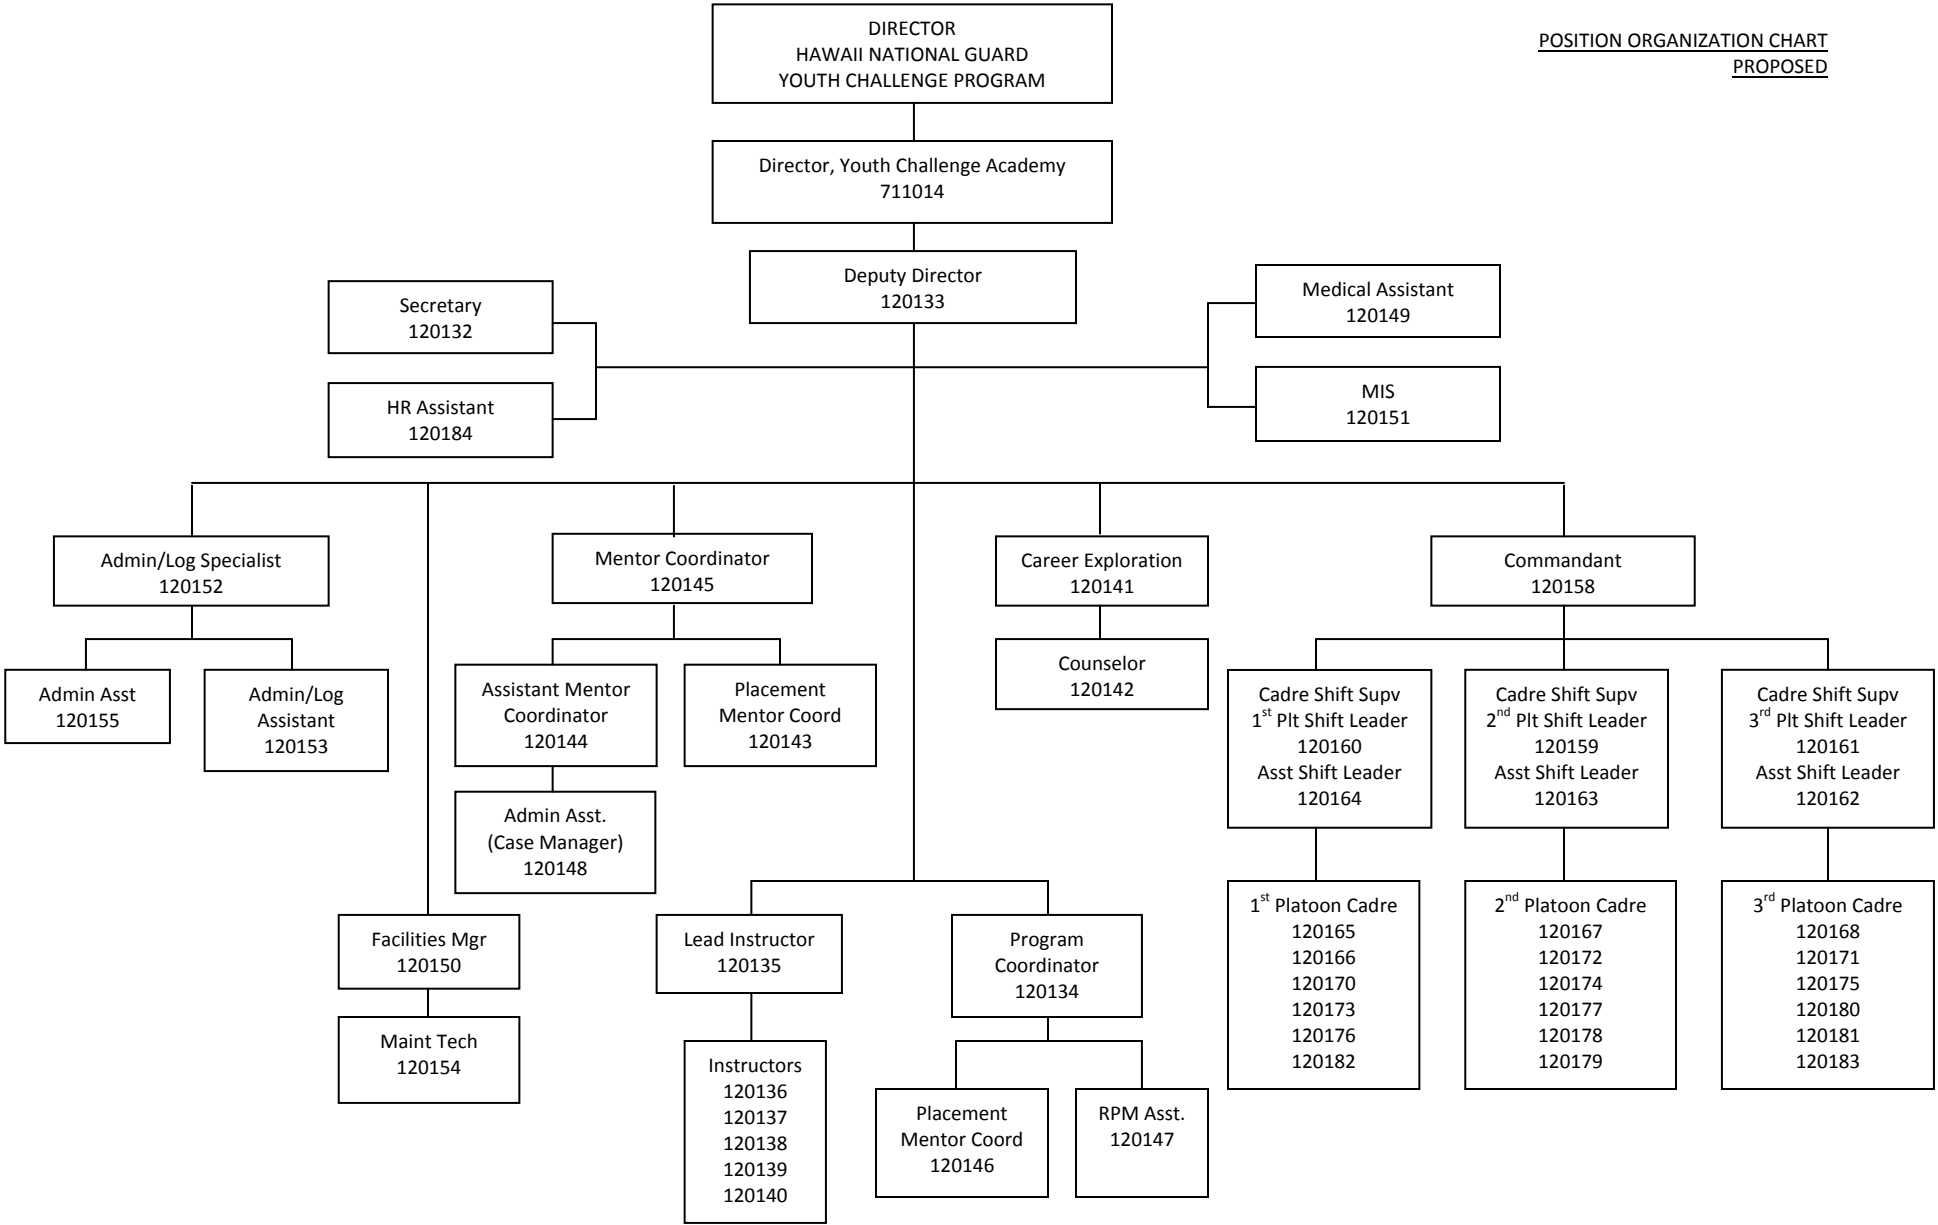 DIRECTOR
HAWAII NATIONAL GUARD
YOUTH CHALLENGE PROGRAM
POSITION ORGANIZATION CHART
PROPOSED
Director, Youth Challenge Academy
711014
Deputy Director
120133
Secretary
120132
HR Assistant
120184
Medical Assistant
120149
MIS
120151
Admin/Log Specialist
120152
Admin Asst
120155
Admin/Log
Assistant
120153
Mentor Coordinator
120145
Assistant Mentor
Coordinator
120144
Placement
Mentor Coord
120143
Admin Asst.
(Case Manager)
120148
Career Exploration
120141
Counselor
120142
Commandant
120158
Cadre Shift Supv
1st Plt Shift Leader
120160
Asst Shift Leader
120164
Cadre Shift Supv
2nd Plt Shift Leader
120159
Asst Shift Leader
120163
Cadre Shift Supv
3rd Plt Shift Leader
120161
Asst Shift Leader
120162
Facilities Mgr
120150
Maint Tech
120154
Lead Instructor
120135
Instructors
120136
120137
120138
120139
120140
Program
Coordinator
120134
Placement
Mentor Coord
120146
RPM Asst.
120147
1st Platoon Cadre
120165
120166
120170
120173
120176
120182
2nd Platoon Cadre
120167
120172
120174
120177
120178
120179
3rd Platoon Cadre
120168
120171
120175
120180
120181
120183